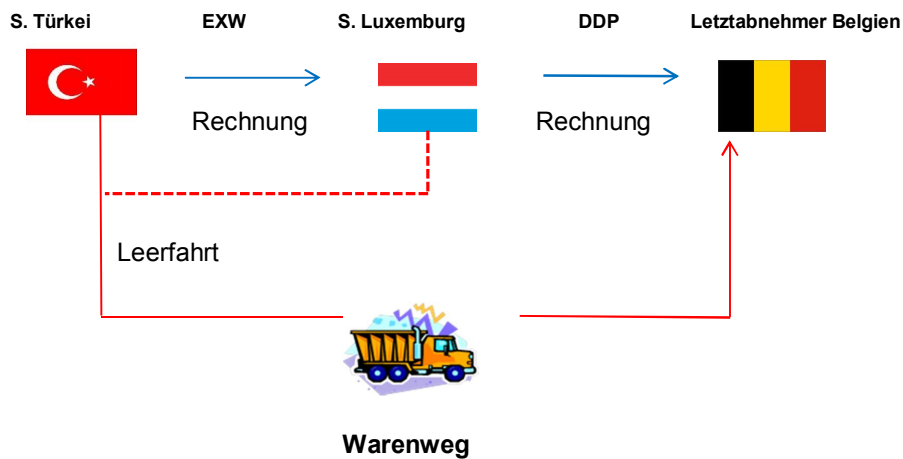 S. Türkei EXW S. Luxemburg DDP Letztabnehmer Belgien
Rechnung Rechnung
Leerfahrt
Warenweg